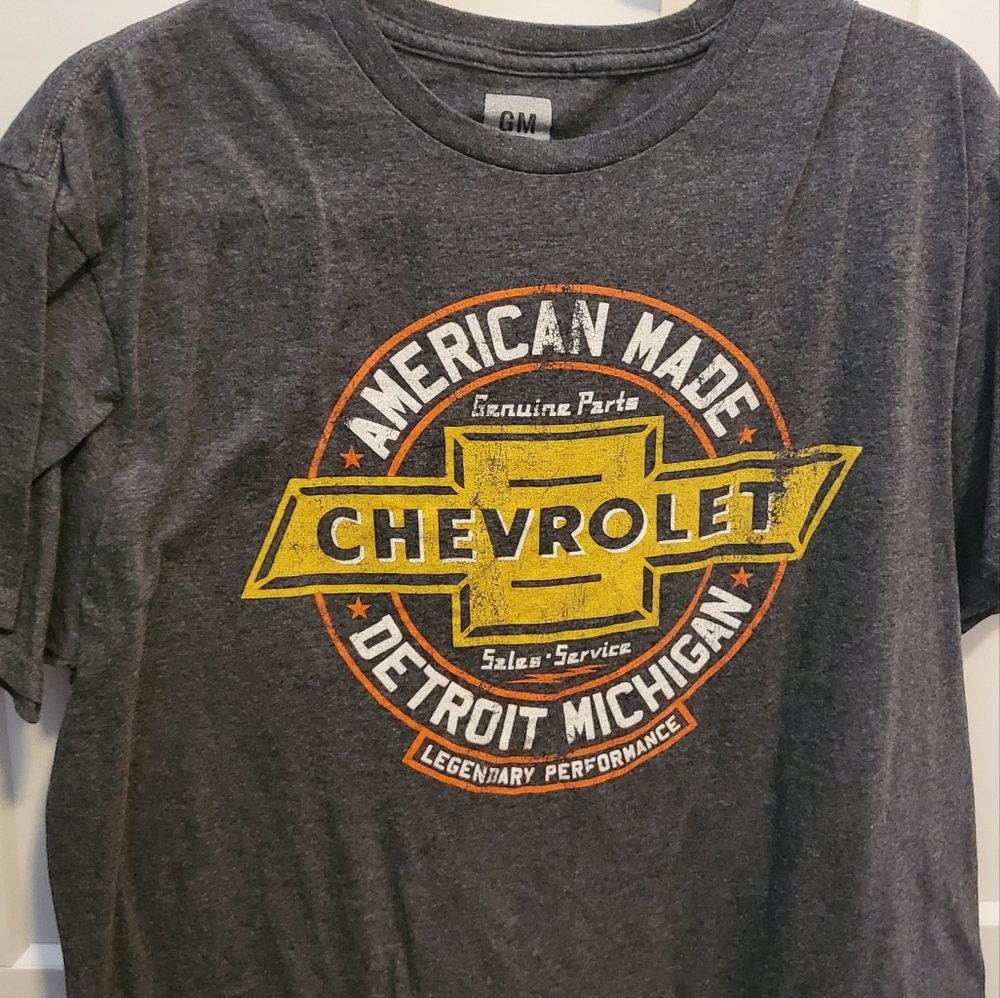 GM
AMERICAN MADE
Genuine Parts
CHEVROLET
Sales·Service
DETROIT MICHIGAN
LEGENDARY PERFORMANCE